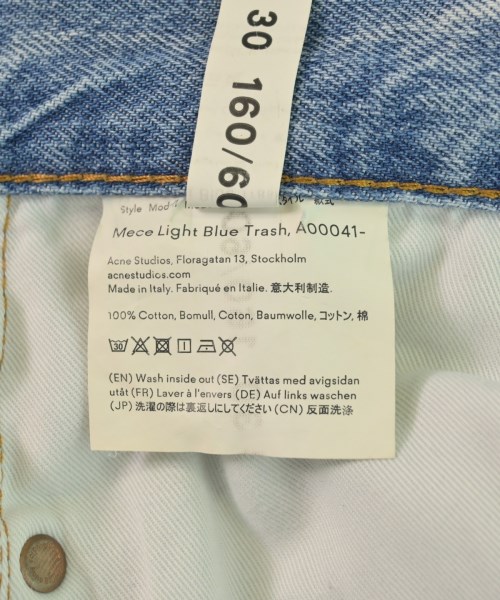 30 160/60
Style Mod
Mece Light Blue Trash, A00041-
Acne Studios, Floragatan 13, Stockholm
acnestudios.com
Made in Italy. Fabriqué en Italie. 意大利制造.
100% Cotton, Bomull, Coton, Baumwolle, コットン, 棉
30
(EN) Wash inside out (SE) Tvättas med avigsidan
utåt (FR) Laver à l'envers (DE) Auf links waschen
(JP) 洗濯の際は裏返しにしてください (CN) 反面洗涤